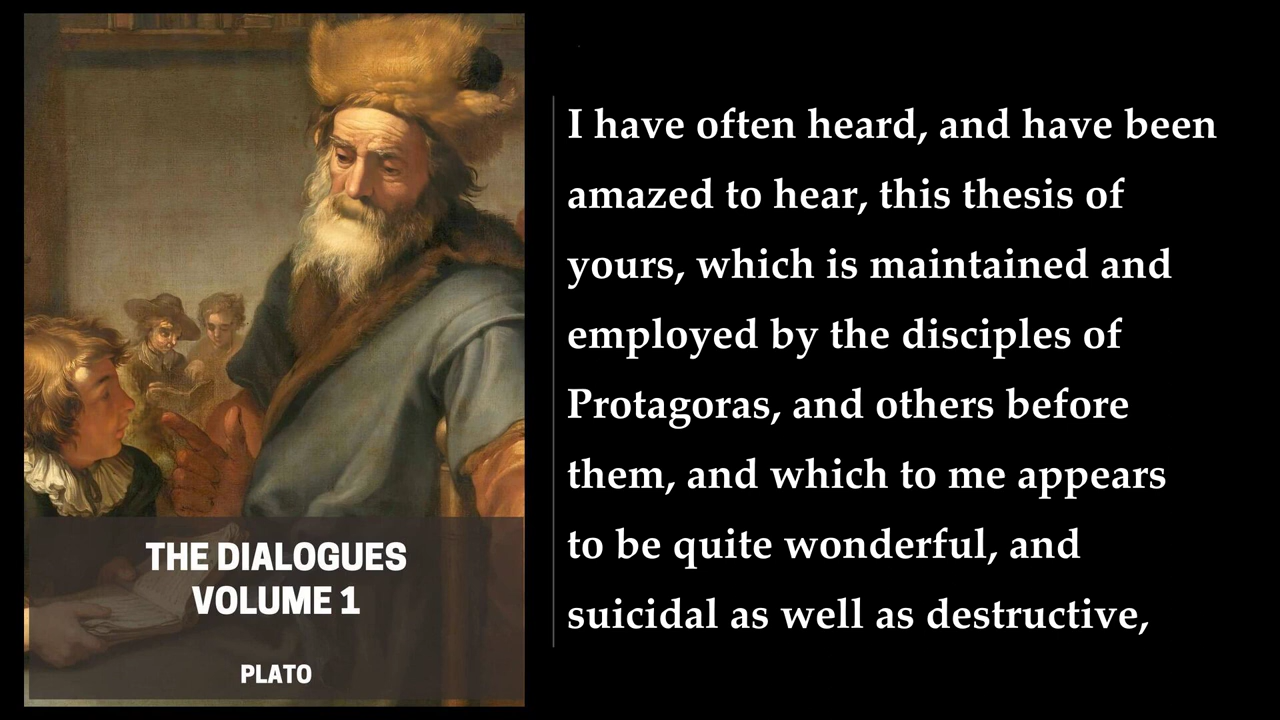 THE DIALOGUES
VOLUME 1
PLATO
I have often heard, and have been
amazed to hear, this thesis of
yours, which is maintained and
employed by the disciples of
Protagoras, and others before
them, and which to me appears
to be quite wonderful, and
suicidal as well as destructive,